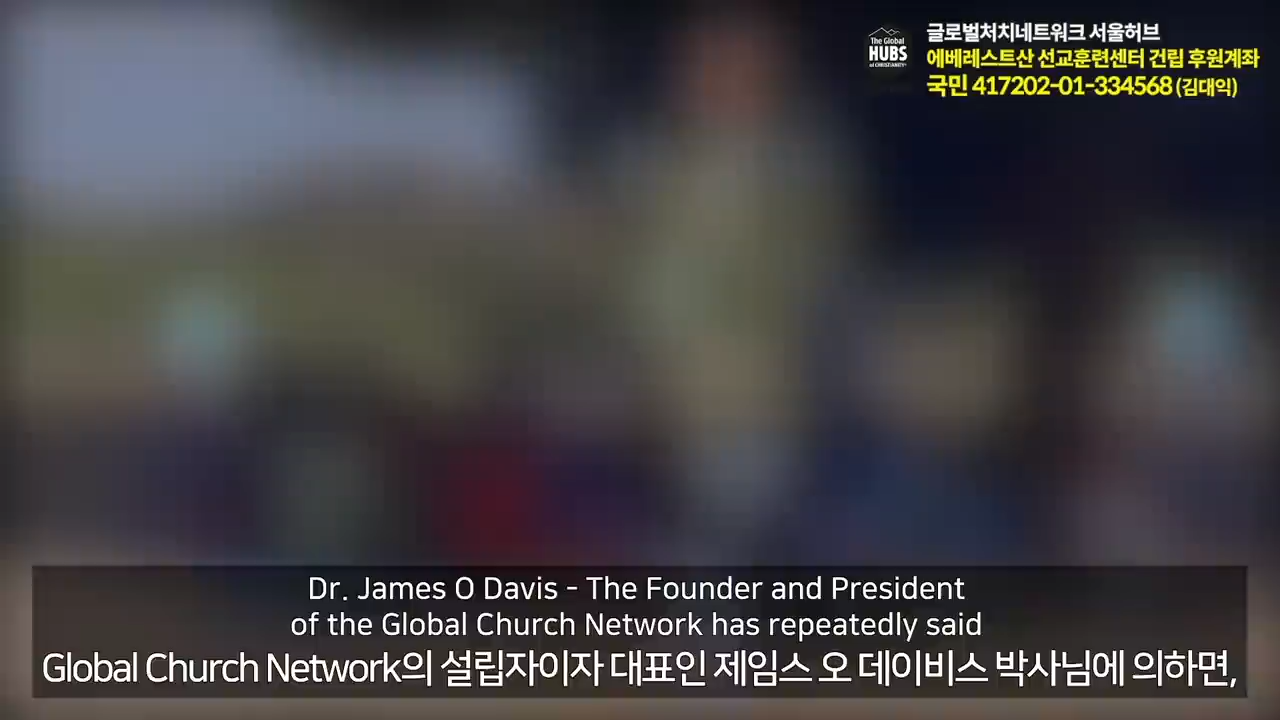 The Global
HUBS
of CHRISTIANITY
글로벌처치네트워크 서울허브
에베레스트산 선교훈련센터 건립 후원계좌
국민 417202-01-334568 (김대익)
Dr. James O Davis - The Founder and President
of the Global Church Network has repeatedly said
Global Church Network의 설립자이자 대표인 제임스 오 데이비스 박사님에 의하면,